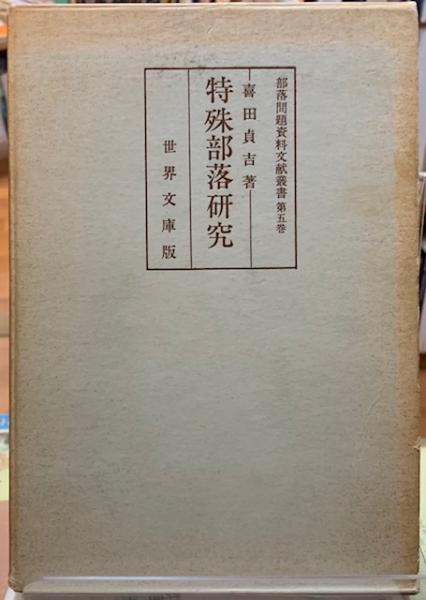 部落問題資料文献叢書 第五巻
喜田貞吉著
特殊部落研究
世界文庫版